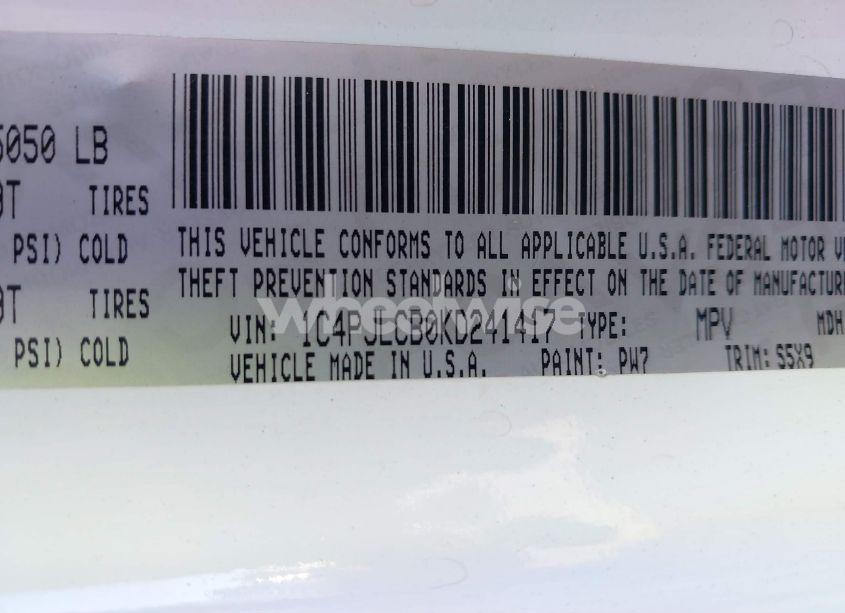 5050 LB
TIRES
PSI) COLD
TIRES
PSI) COLD
THIS VEHICLE CONFORMS TO ALL APPLICABLE U.S.A. FEDERAL MOTOR
THEFT PREVENTION STANDARDS IN EFFECT ON THE DATE OF MANUFACTURE
VIN: 1C4PJLCB0KD241417 TYPE: MPV MDH
VEHICLE MADE IN U.S.A. PAINT: PW7 TRIM: S5X9
wheelwise